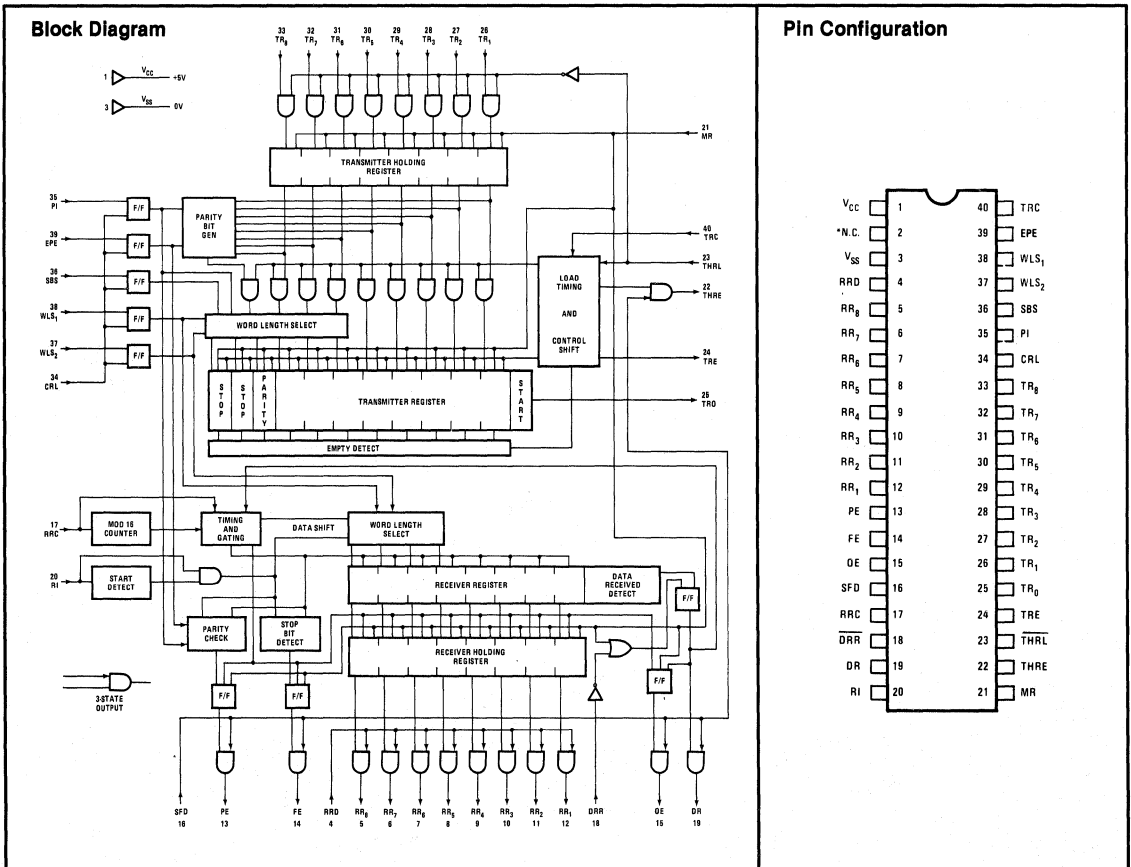 Block Diagram
33 32 31 30 29 28 27 26
TR8 TR7 TR6 TR5 TR4 TR3 TR2 TR1
1 VCC +5V
3 VSS 0V
21
MR
TRANSMITTER HOLDING
REGISTER
35
PI
F/F
PARITY
BIT
GEN
39
EPE
F/F
40
TRC
36
SBS
F/F
23
THRL
LOAD
TIMING
AND
CONTROL
SHIFT
22
THRE
38
WLS1
F/F
WORD LENGTH SELECT
37
WLS2
F/F
24
TRE
34
CRL
STOP
STOP
PARITY
TRANSMITTER REGISTER
START
25
TRO
EMPTY DETECT
17
RRC
MOD 16
COUNTER
TIMING
AND
GATING
DATA SHIFT
WORD LENGTH
SELECT
20
RI
START
DETECT
RECEIVER REGISTER
DATA
RECEIVED
DETECT
F/F
PARITY
CHECK
STOP
BIT
DETECT
RECEIVER HOLDING
REGISTER
F/F
F/F
F/F
3-STATE
OUTPUT
SFD PE FE RRD RR8 RR7 RR6 RR5 RR4 RR3 RR2 RR1 DRR OE DR
16 13 14 4 5 6 7 8 9 10 11 12 18 15 19
Pin Configuration
VCC 1 40 TRC
*N.C. 2 39 EPE
VSS 3 38 WLS1
RRD 4 37 WLS2
RR8 5 36 SBS
RR7 6 35 PI
RR6 7 34 CRL
RR5 8 33 TR8
RR4 9 32 TR7
RR3 10 31 TR6
RR2 11 30 TR5
RR1 12 29 TR4
PE 13 28 TR3
FE 14 27 TR2
OE 15 26 TR1
SFD 16 25 TR0
RRC 17 24 TRE
D̅R̅R̅ 18 23 T̅H̅R̅L̅
DR 19 22 THRE
RI 20 21 MR